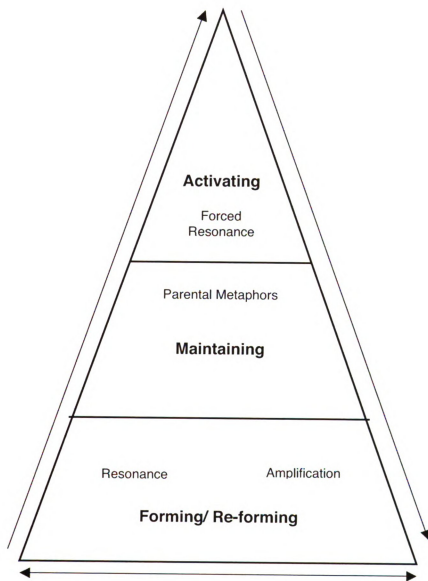 Activating
Forced
Resonance
Parental Metaphors
Maintaining
Resonance Amplification
Forming/ Re-forming